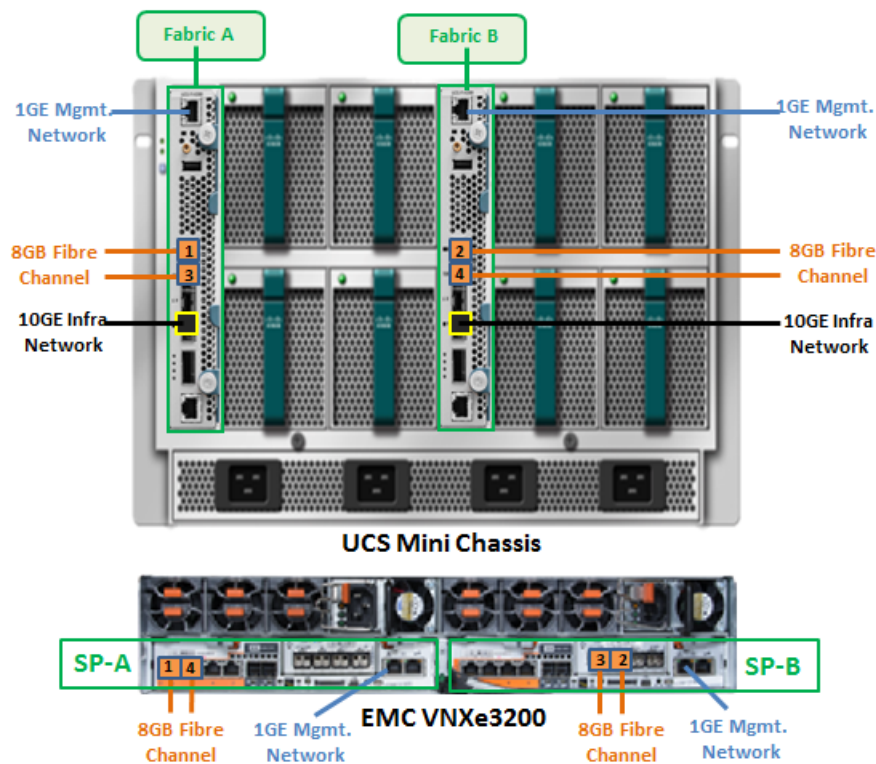 Fabric A
Fabric B
1GE Mgmt.
Network
1GE Mgmt.
Network
8GB Fibre
Channel
1
3
2
4
8GB Fibre
Channel
10GE Infra
Network
10GE Infra
Network
UCS Mini Chassis
SP-A
1 4
3 2
SP-B
8GB Fibre
Channel
1GE Mgmt.
Network
EMC VNXe3200
8GB Fibre
Channel
1GE Mgmt.
Network